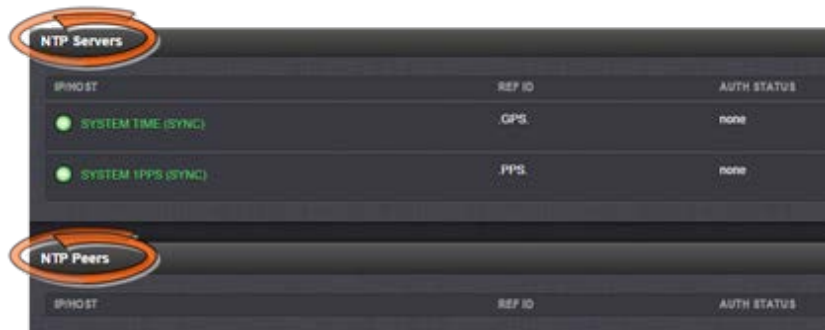 NTP Servers
IP/HOST REF ID AUTH STATUS
SYSTEM TIME (SYNC) .GPS. none
SYSTEM 1PPS (SYNC) .PPS. none
NTP Peers
IP/HOST REF ID AUTH STATUS